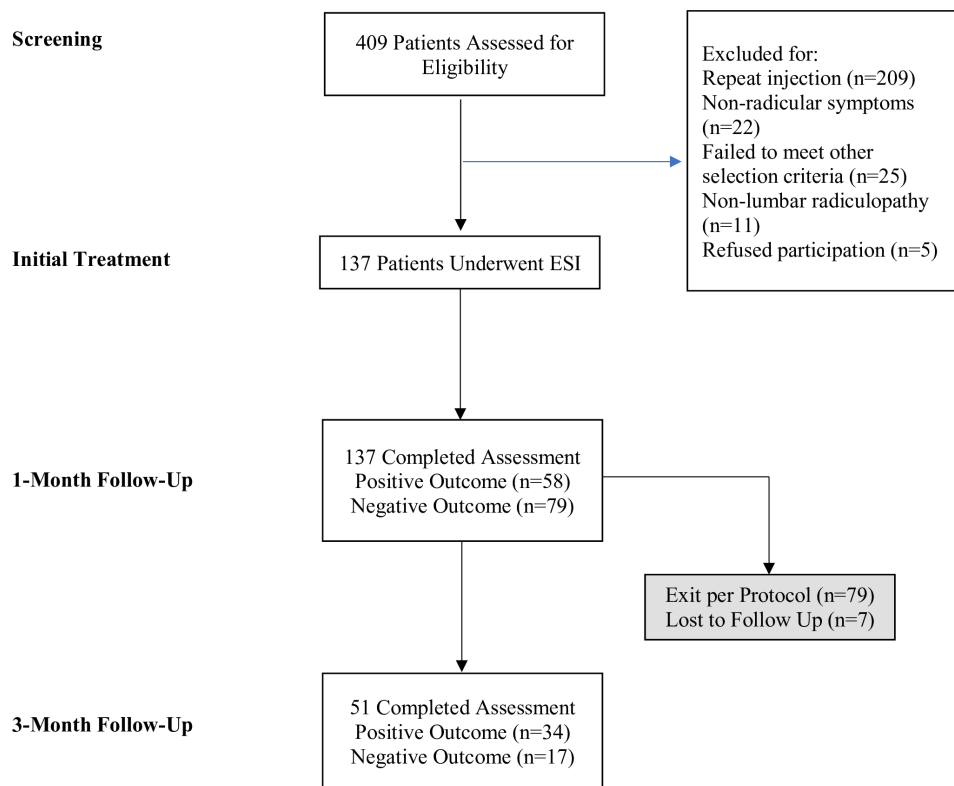 Screening
409 Patients Assessed for
Eligibility
Excluded for:
Repeat injection (n=209)
Non-radicular symptoms
(n=22)
Failed to meet other
selection criteria (n=25)
Non-lumbar radiculopathy
(n=11)
Refused participation (n=5)
Initial Treatment
137 Patients Underwent ESI
1-Month Follow-Up
137 Completed Assessment
Positive Outcome (n=58)
Negative Outcome (n=79)
Exit per Protocol (n=79)
Lost to Follow Up (n=7)
3-Month Follow-Up
51 Completed Assessment
Positive Outcome (n=34)
Negative Outcome (n=17)